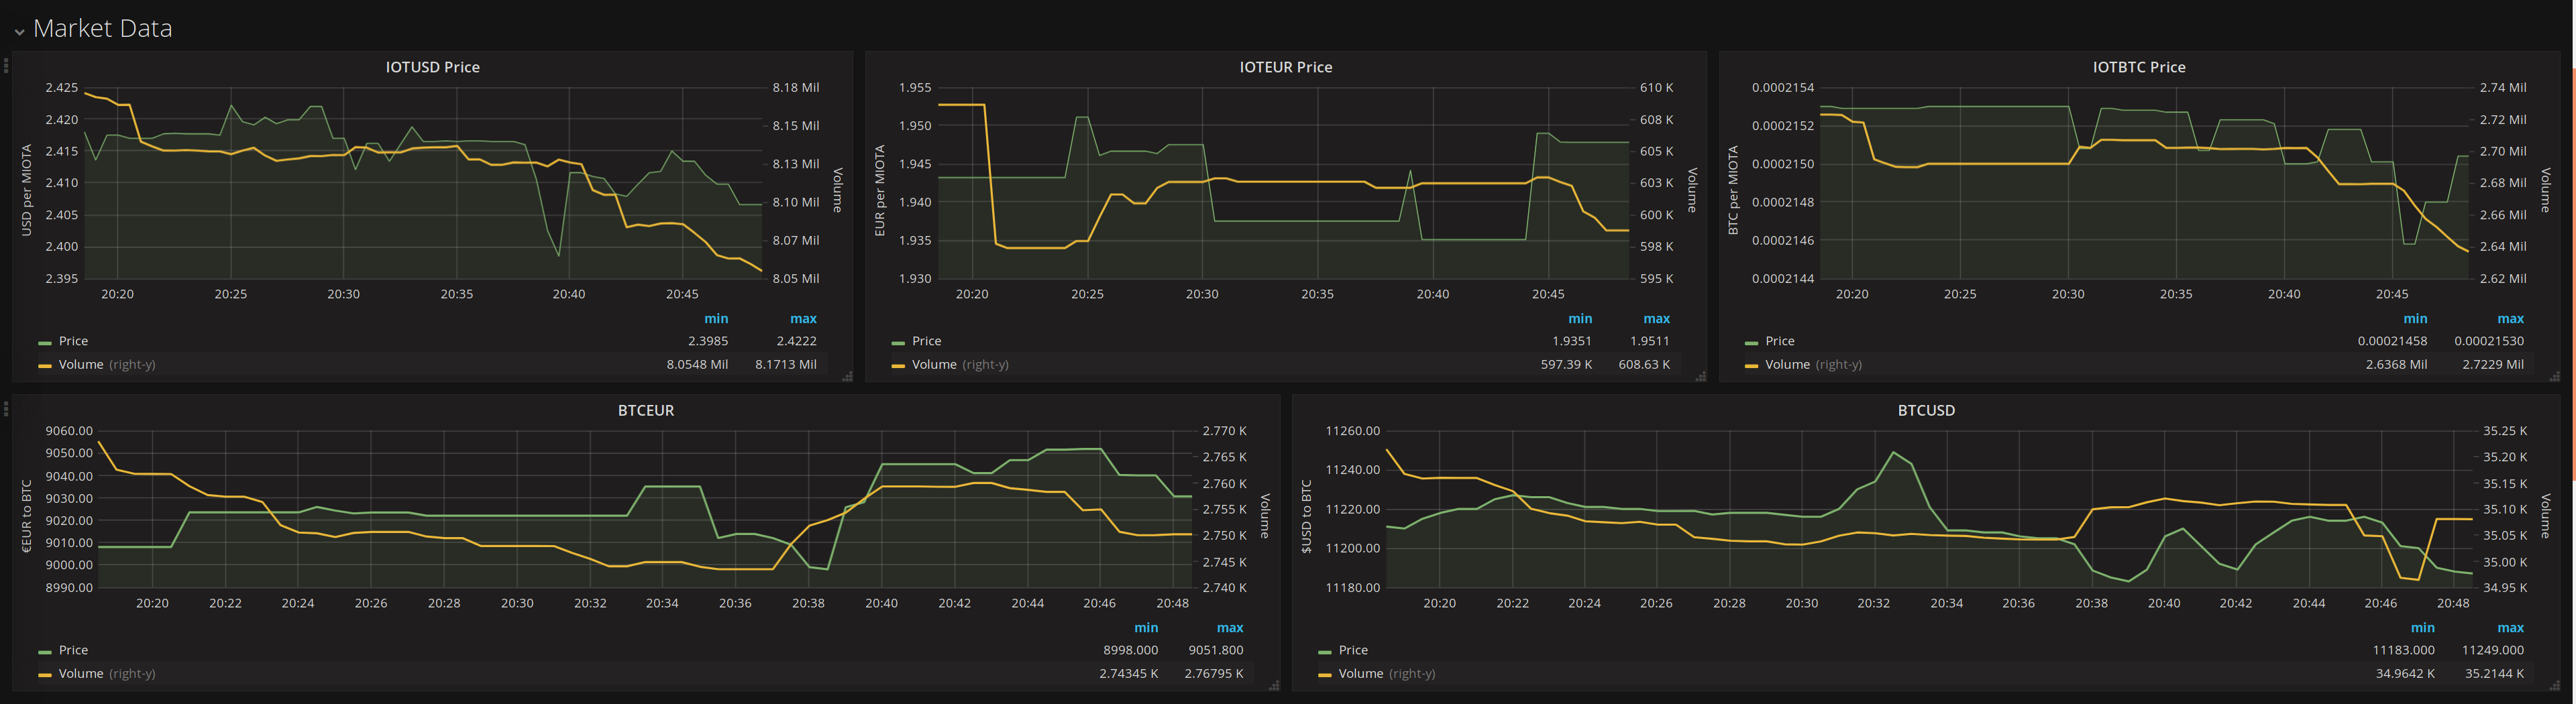 Market Data
IOTUSD Price
2.425
2.420
2.415
2.410
2.405
2.400
2.395
USD per MIOTA
8.18 Mil
8.15 Mil
8.13 Mil
8.10 Mil
8.07 Mil
8.05 Mil
Volume
20:20 20:25 20:30 20:35 20:40 20:45
min max
Price 2.3985 2.4222
Volume (right-y) 8.0548 Mil 8.1713 Mil
IOTEUR Price
1.955
1.950
1.945
1.940
1.935
1.930
EUR per MIOTA
610 K
608 K
605 K
603 K
600 K
598 K
595 K
Volume
20:20 20:25 20:30 20:35 20:40 20:45
min max
Price 1.9351 1.9511
Volume (right-y) 597.39 K 608.63 K
IOTBTC Price
0.0002154
0.0002152
0.0002150
0.0002148
0.0002146
0.0002144
BTC per MIOTA
2.74 Mil
2.72 Mil
2.70 Mil
2.68 Mil
2.66 Mil
2.64 Mil
2.62 Mil
Volume
20:20 20:25 20:30 20:35 20:40 20:45
min max
Price 0.00021458 0.00021530
Volume (right-y) 2.6368 Mil 2.7229 Mil
BTCEUR
9060.00
9050.00
9040.00
9030.00
9020.00
9010.00
9000.00
8990.00
€EUR to BTC
2.770 K
2.765 K
2.760 K
2.755 K
2.750 K
2.745 K
2.740 K
Volume
20:20 20:22 20:24 20:26 20:28 20:30 20:32 20:34 20:36 20:38 20:40 20:42 20:44 20:46 20:48
min max
Price 8998.000 9051.800
Volume (right-y) 2.74345 K 2.76795 K
BTCUSD
11260.00
11240.00
11220.00
11200.00
11180.00
$USD to BTC
35.25 K
35.20 K
35.15 K
35.10 K
35.05 K
35.00 K
34.95 K
Volume
20:20 20:22 20:24 20:26 20:28 20:30 20:32 20:34 20:36 20:38 20:40 20:42 20:44 20:46 20:48
min max
Price 11183.000 11249.000
Volume (right-y) 34.9642 K 35.2144 K